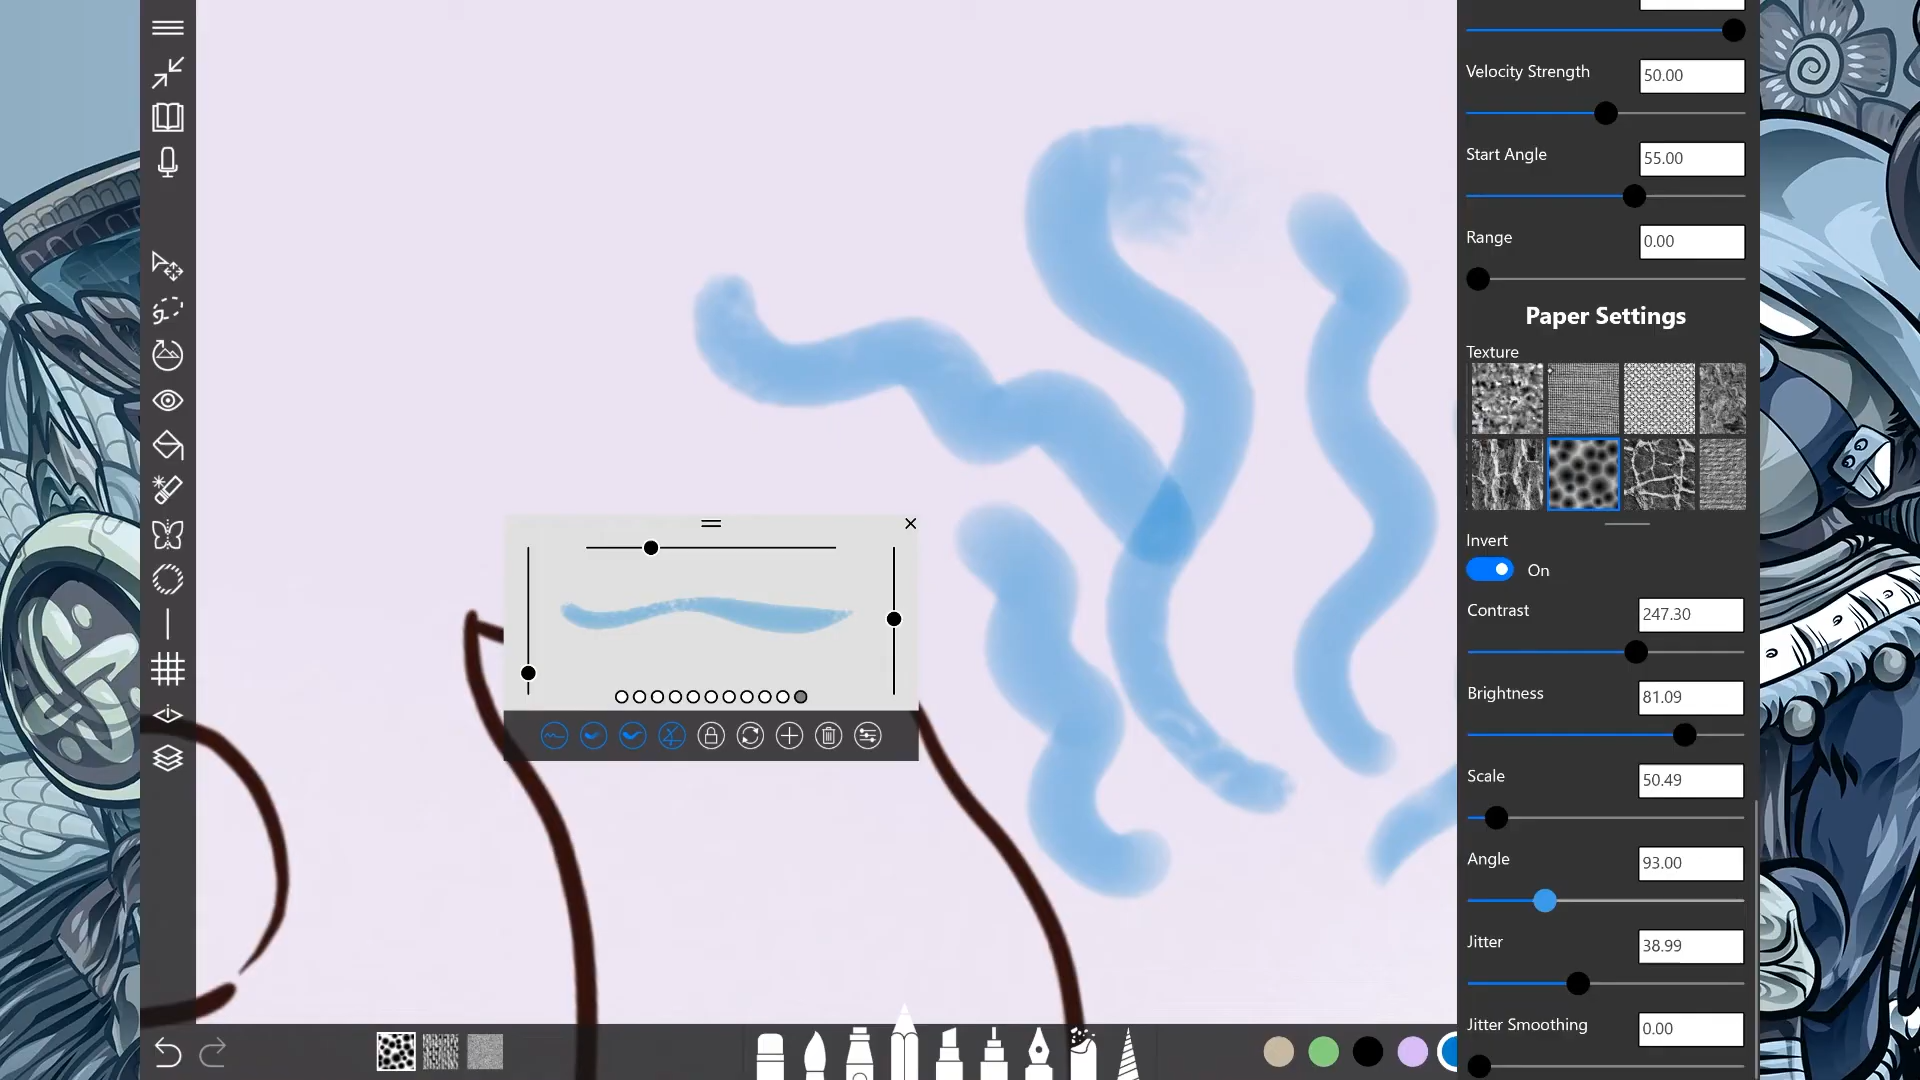 Velocity Strength
50.00
Start Angle
55.00
Range
0.00
Paper Settings
Texture
Invert
On
Contrast
247.30
Brightness
81.09
Scale
50.49
Angle
93.00
Jitter
38.99
Jitter Smoothing
0.00